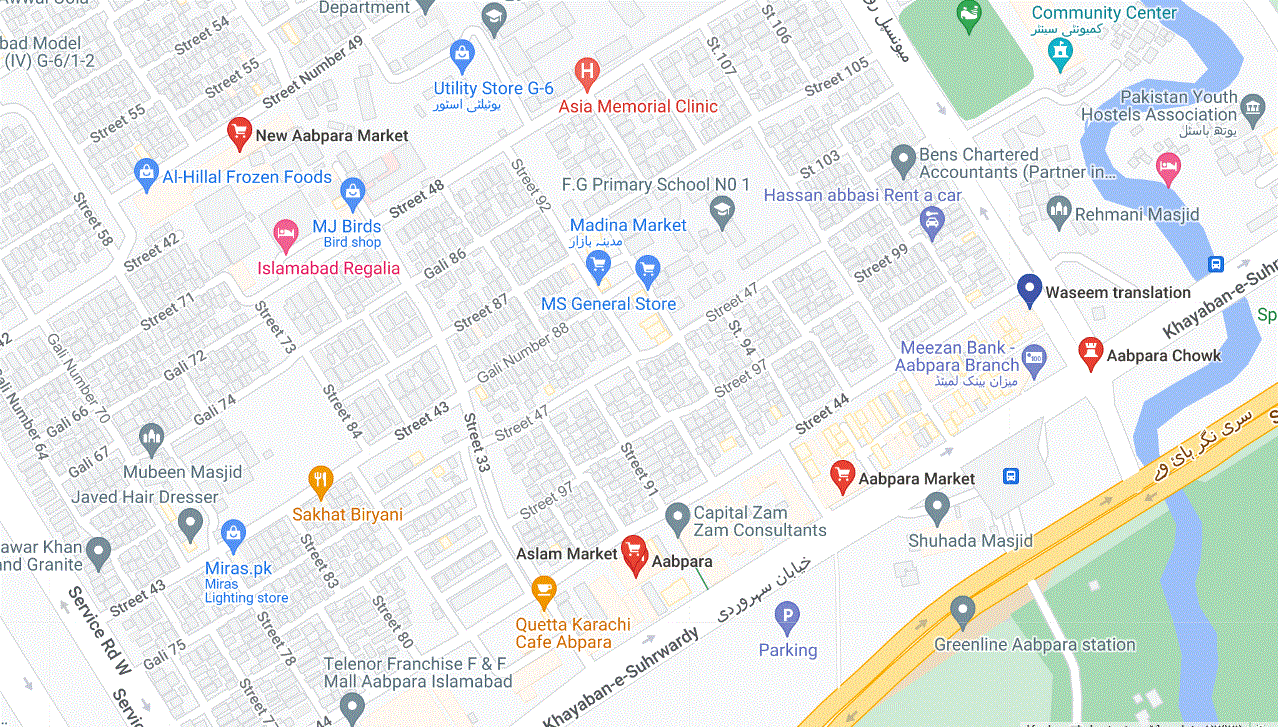 Department
Street 54
St.106
میونسپل رو
Community Center
کمیونٹی سینٹر
bad Model
(IV) G-6/1-2
Street 55
Street Number 49
St.107
Street 105
Utility Store G-6
یوٹیلٹی اسٹور
Asia Memorial Clinic
Pakistan Youth
Hostels Association
یوتھ ہاسٹل
Street 55
New Aabpara Market
Al-Hillal Frozen Foods
Street 48
Street 92
F.G Primary School N0 1
St 103
Bens Chartered
Accountants (Partner in...
Hassan abbasi Rent a car
Rehmani Masjid
Street 58
MJ Birds
Bird shop
Madina Market
مدینہ بازار
Street 42
Islamabad Regalia
Gali 86
Street 99
MS General Store
Waseem translation
Khayaban-e-Suhr
Sp
Street 71
Street 73
Street 87
Street 47
Gali Number 88
St. 94
42
Gali Number 70
Gali 72
Meezan Bank -
Aabpara Branch
میزان بینک لمیٹڈ
Aabpara Chowk
Street 97
Gali 74
Gali 66
Street 84
Street 43
Street 47
Street 44
Gali Number 64
Gali 67
Street 33
سری نگر ہائی وے
S
Mubeen Masjid
Street 91
Aabpara Market
Javed Hair Dresser
Sakhat Biryani
Street 97
Capital Zam
Zam Consultants
Shuhada Masjid
awar Khan
nd Granite
Miras.pk
Miras
Lighting store
Street 83
Aslam Market
Aabpara
خیابان سہروردی
Street 43
Service Rd W
Street 80
Quetta Karachi
Cafe Abpara
P
Parking
Greenline Aabpara station
Gali 75
Street 78
Telenor Franchise F & F
Mall Aabpara Islamabad
Khayaban-e-Suhrwardy
Service
44